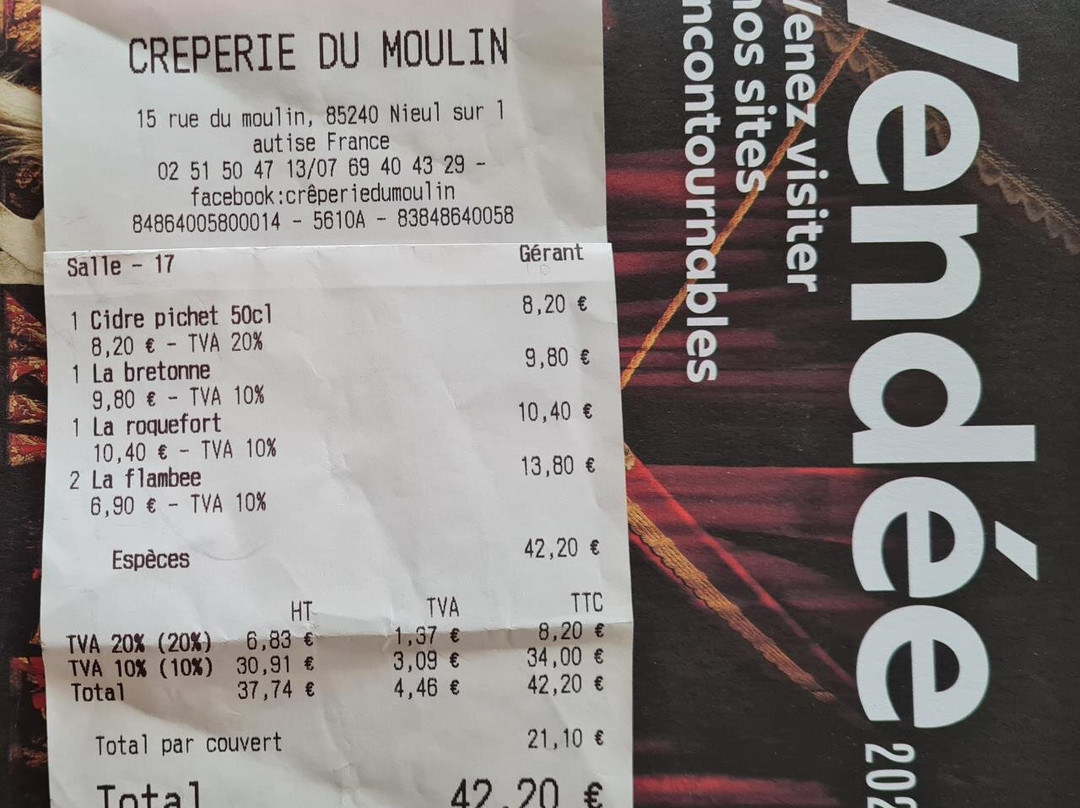 CREPERIE DU MOULIN
15 rue du moulin, 85240 Nieul sur l
autise France
02 51 50 47 13/07 69 40 43 29 -
facebook:crêperiedumoulin
84864005800014 - 5610A - 83848640058
Salle - 17 Gérant
1 Cidre pichet 50cl 8,20 €
8,20 € - TVA 20%
1 La bretonne 9,80 €
9,80 € - TVA 10%
1 La roquefort 10,40 €
10,40 € - TVA 10%
2 La flambee 13,80 €
6,90 € - TVA 10%
Espèces 42,20 €
HT TVA TTC
TVA 20% (20%) 6,83 € 1,37 € 8,20 €
TVA 10% (10%) 30,91 € 3,09 € 34,00 €
Total 37,74 € 4,46 € 42,20 €
Total par couvert 21,10 €
Total 42,20 €
Vendée
Venez visiter
nos sites
incontournables